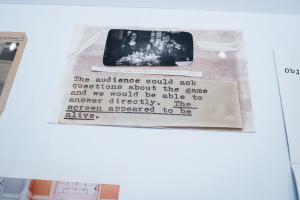 The audience could ask
questions about the game
and we would be able to
answer directly. The
screen appeared to be
alive.
Obj